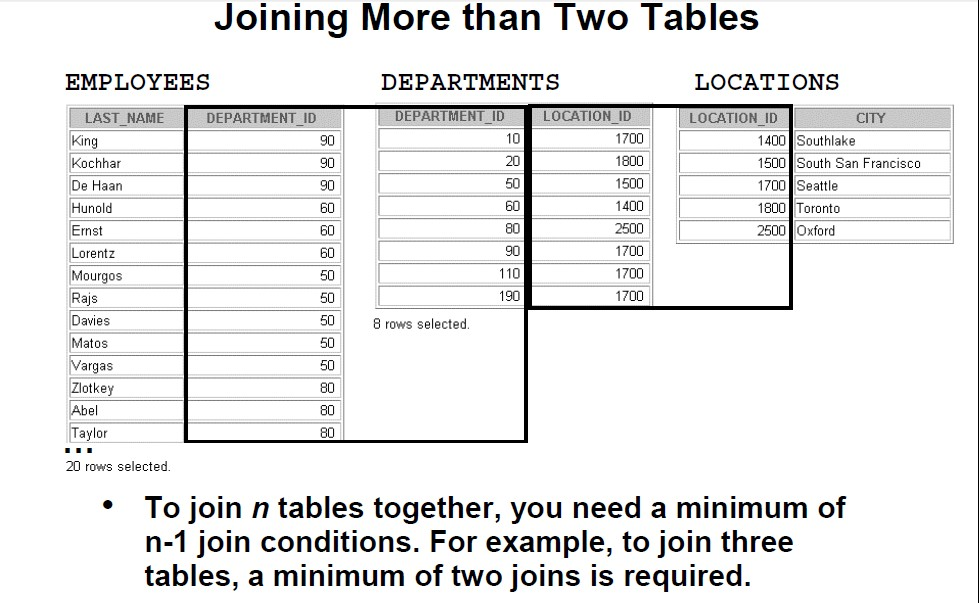 Joining More than Two Tables
EMPLOYEES DEPARTMENTS LOCATIONS
LAST_NAME DEPARTMENT_ID
King 90
Kochhar 90
De Haan 90
Hunold 60
Ernst 60
Lorentz 60
Mourgos 50
Rajs 50
Davies 50
Matos 50
Vargas 50
Zlotkey 80
Abel 80
Taylor 80
...
20 rows selected.
DEPARTMENT_ID LOCATION_ID
10 1700
20 1800
50 1500
60 1400
80 2500
90 1700
110 1700
190 1700
8 rows selected.
LOCATION_ID CITY
1400 Southlake
1500 South San Francisco
1700 Seattle
1800 Toronto
2500 Oxford
• To join n tables together, you need a minimum of
n-1 join conditions. For example, to join three
tables, a minimum of two joins is required.